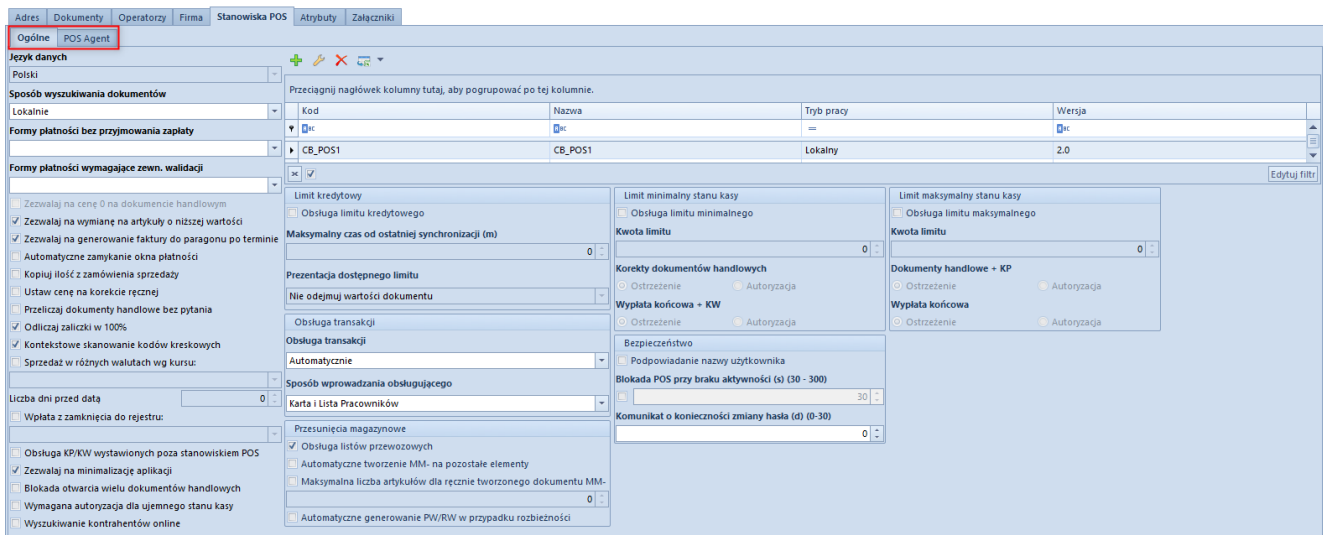 Adres Dokumenty Operatorzy Firma Stanowiska POS Atrybuty Załączniki
Ogólne POS Agent
Język danych
Polski
Sposób wyszukiwania dokumentów
Lokalnie
Formy płatności bez przyjmowania zapłaty
Formy płatności wymagające zewn. walidacji
Zezwalaj na cenę 0 na dokumencie handlowym
Zezwalaj na wymianę na artykuły o niższej wartości
Zezwalaj na generowanie faktury do paragonu po terminie
Automatyczne zamykanie okna płatności
Kopiuj ilość z zamówienia sprzedaży
Ustaw cenę na korekcie ręcznej
Przeliczaj dokumenty handlowe bez pytania
Odliczaj zaliczki w 100%
Kontekstowe skanowanie kodów kreskowych
Sprzedaż w różnych walutach wg kursu:
Liczba dni przed datą 0
Wpłata z zamknięcia do rejestru:
Obsługa KP/KW wystawionych poza stanowiskiem POS
Zezwalaj na minimalizację aplikacji
Blokada otwarcia wielu dokumentów handlowych
Wymagana autoryzacja dla ujemnego stanu kasy
Wyszukiwanie kontrahentów online
Przeciągnij nagłówek kolumny tutaj, aby pogrupować po tej kolumnie.
Kod Nazwa Tryb pracy Wersja
CB_POS1 CB_POS1 Lokalny 2.0
Edytuj filtr
Limit kredytowy
Obsługa limitu kredytowego
Maksymalny czas od ostatniej synchronizacji (m)
0
Prezentacja dostępnego limitu
Nie odejmuj wartości dokumentu
Obsługa transakcji
Obsługa transakcji
Automatycznie
Sposób wprowadzania obsługującego
Karta i Lista Pracowników
Przesunięcia magazynowe
Obsługa listów przewozowych
Automatyczne tworzenie MM- na pozostałe elementy
Maksymalna liczba artykułów dla ręcznie tworzonego dokumentu MM-
0
Automatyczne generowanie PW/RW w przypadku rozbieżności
Limit minimalny stanu kasy
Obsługa limitu minimalnego
Kwota limitu
0
Korekty dokumentów handlowych
Ostrzeżenie Autoryzacja
Wypłata końcowa + KW
Ostrzeżenie Autoryzacja
Bezpieczeństwo
Podpowiadanie nazwy użytkownika
Blokada POS przy braku aktywności (s) (30 - 300)
30
Komunikat o konieczności zmiany hasła (d) (0-30)
0
Limit maksymalny stanu kasy
Obsługa limitu maksymalnego
Kwota limitu
0
Dokumenty handlowe + KP
Ostrzeżenie Autoryzacja
Wypłata końcowa
Ostrzeżenie Autoryzacja